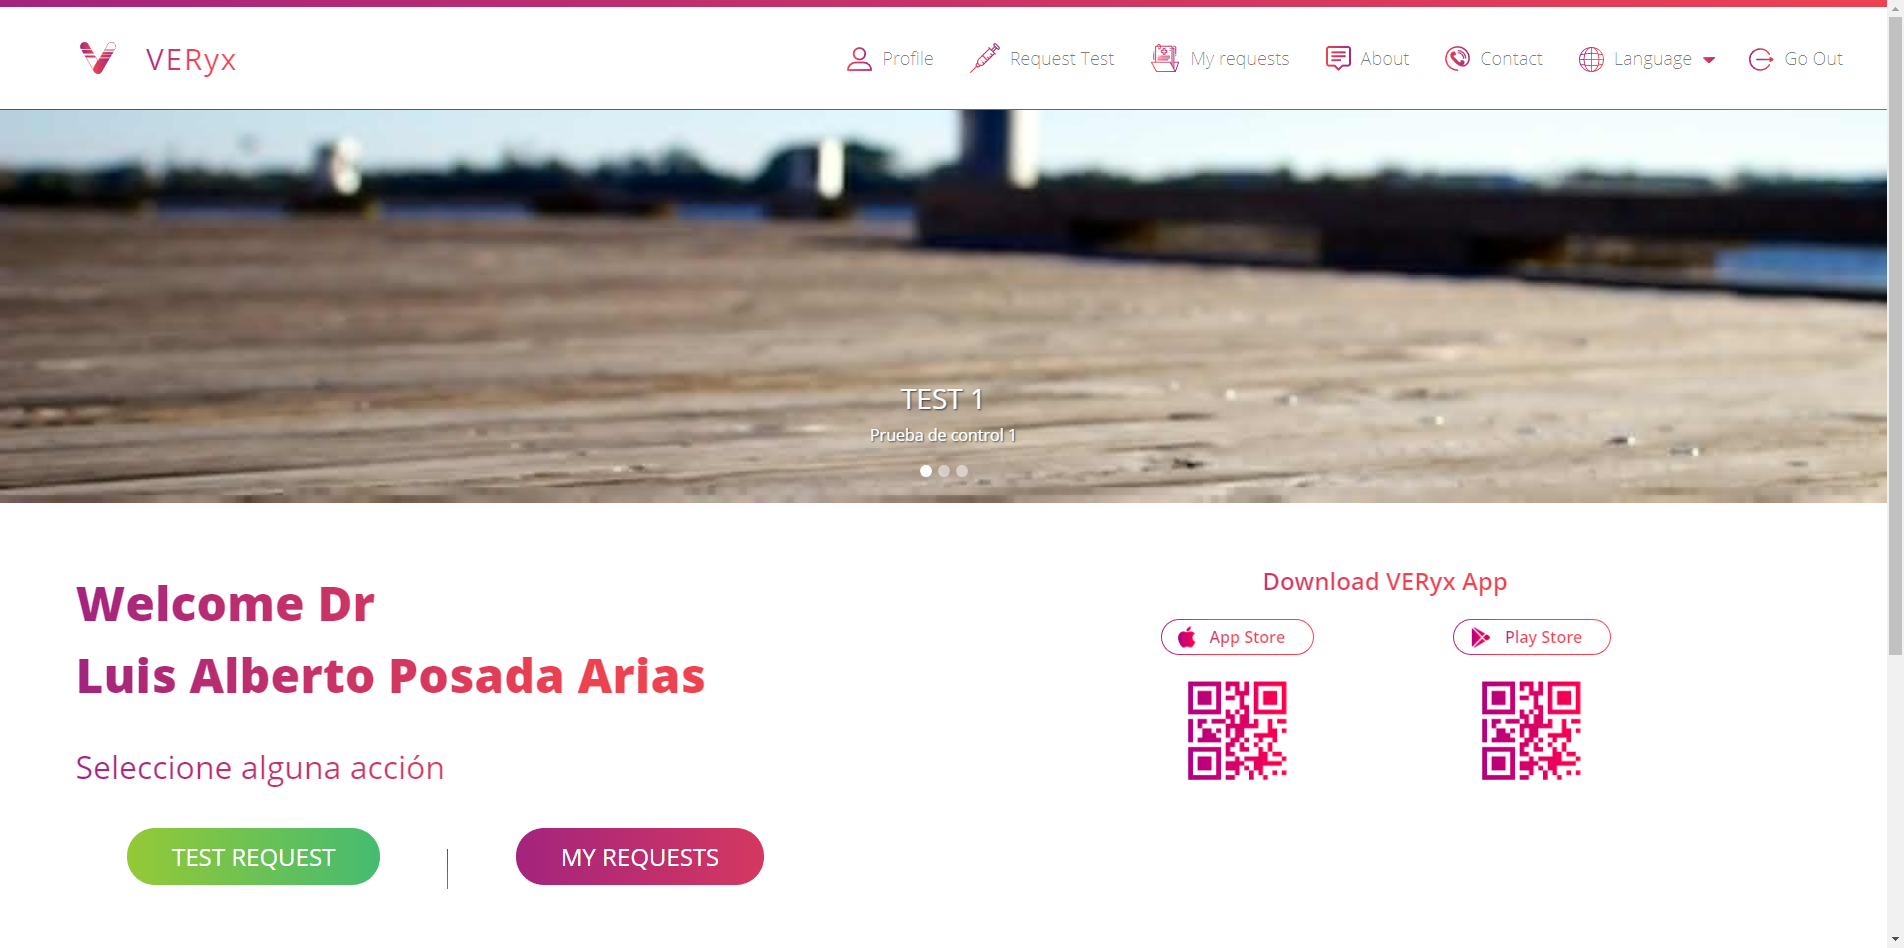 VERyx
Profile
Request Test
My requests
About
Contact
Language
Go Out
TEST 1
Prueba de control 1
Welcome Dr
Luis Alberto Posada Arias
Seleccione alguna acción
TEST REQUEST
MY REQUESTS
Download VERyx App
App Store
Play Store